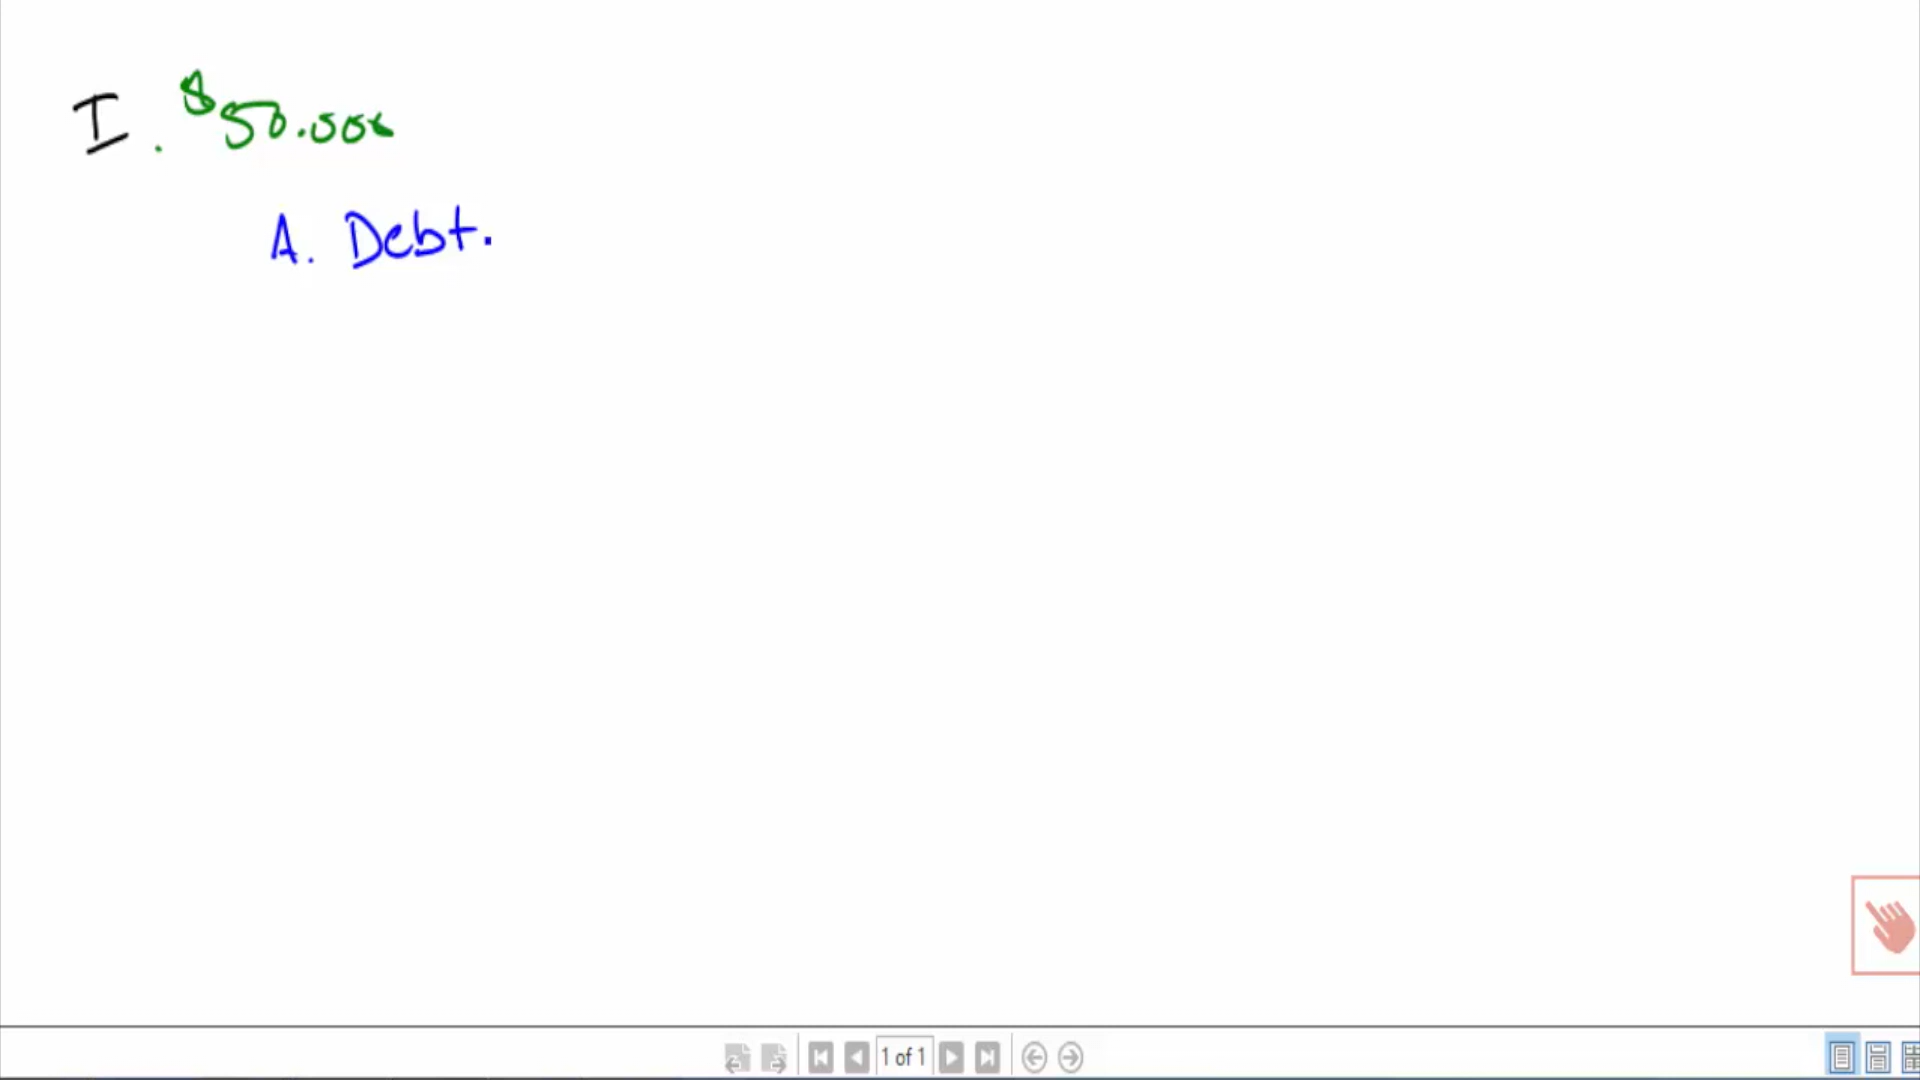 I. $50.000
A. Debt.
1 of 1